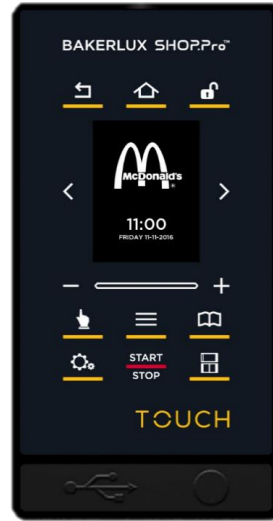 BAKERLUX SHOP.Pro™
McDonald's
®
11:00
FRIDAY 11-11-2016
START
STOP
TOUCH